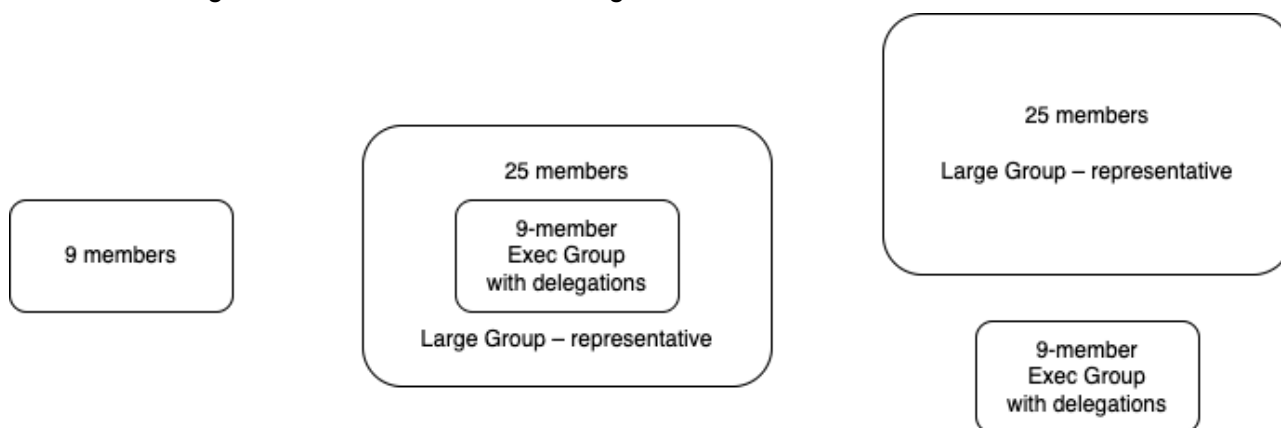 9 members
25 members
9-member
Exec Group
with delegations
Large Group – representative
25 members
Large Group – representative
9-member
Exec Group
with delegations